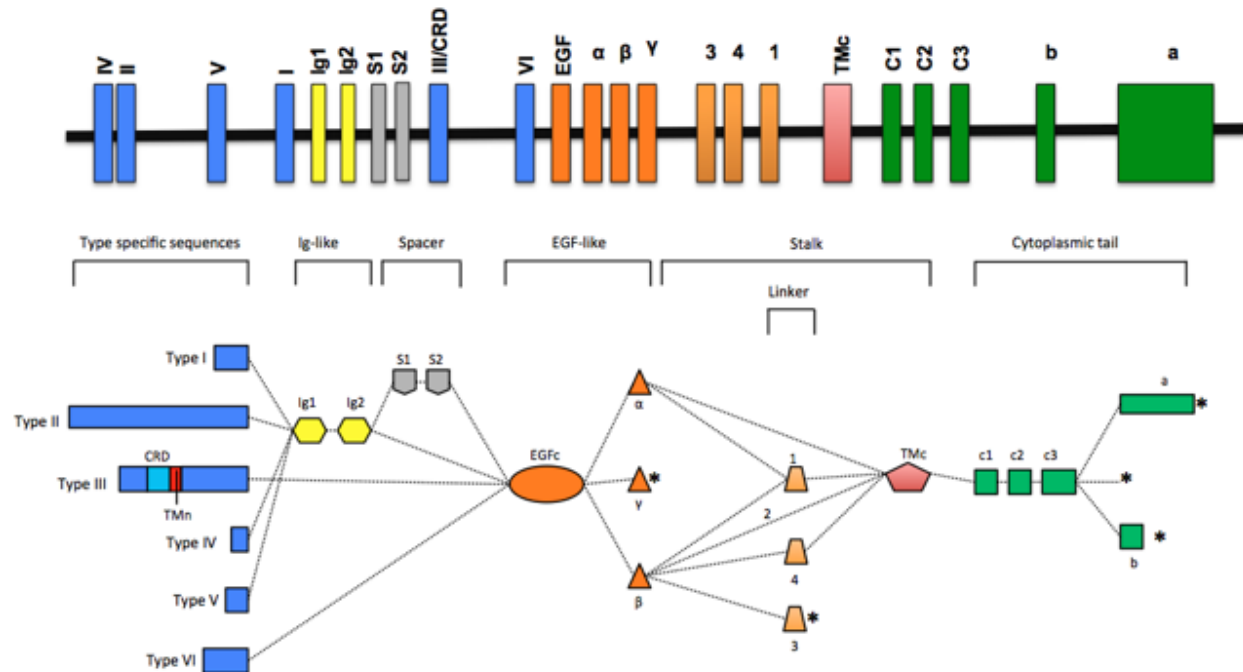 IV II V I Ig1 Ig2 S1 S2 III/CRD VI EGF α β γ 3 4 1 TMc C1 C2 C3 b a
Type specific sequences Ig-like Spacer EGF-like Stalk Cytoplasmic tail
Linker
Type I
S1 S2
α
a
*
Type II
Ig1 Ig2
Type III
CRD
TMn
EGFc
γ
*
1
2
TMc
c1 c2 c3
*
Type IV
4
b
*
Type V
β
3
*
Type VI